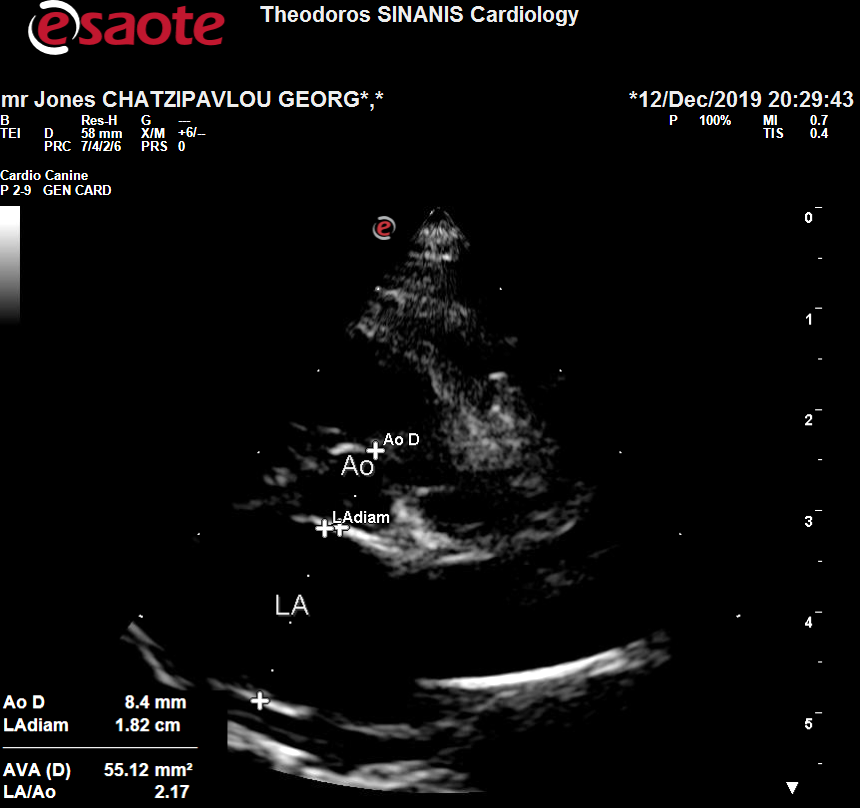 esaote
Theodoros SINANIS Cardiology
mr Jones CHATZIPAVLOU GEORG*,*
*12/Dec/2019 20:29:43
B Res-H G ---
TEI D 58 mm X/M +6/--
PRC 7/4/2/6 PRS 0
P 100% MI 0.7
TIS 0.4
Cardio Canine
P 2-9 GEN CARD
e
0
1
2
Ao D
Ao
LAdiam
3
LA
4
5
Ao D 8.4 mm
LAdiam 1.82 cm
AVA (D) 55.12 mm²
LA/Ao 2.17